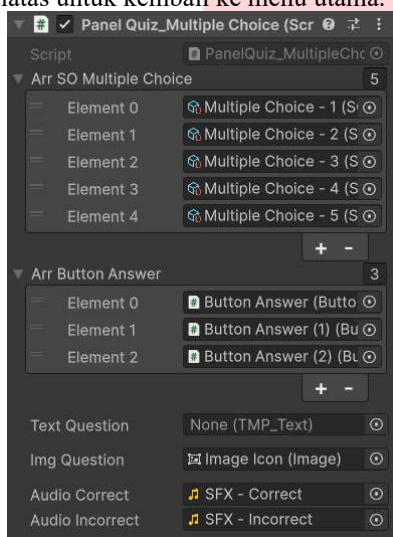 atas untuk kembali ke menu utama.
Panel Quiz_Multiple Choice (Scr
Script PanelQuiz_MultipleChc
Arr SO Multiple Choice 5
Element 0 Multiple Choice - 1 (S
Element 1 Multiple Choice - 2 (S
Element 2 Multiple Choice - 3 (S
Element 3 Multiple Choice - 4 (S
Element 4 Multiple Choice - 5 (S
+ -
Arr Button Answer 3
Element 0 # Button Answer (Butto
Element 1 # Button Answer (1) (Bu
Element 2 # Button Answer (2) (Bu
+ -
Text Question None (TMP_Text)
Img Question Image Icon (Image)
Audio Correct SFX - Correct
Audio Incorrect SFX - Incorrect